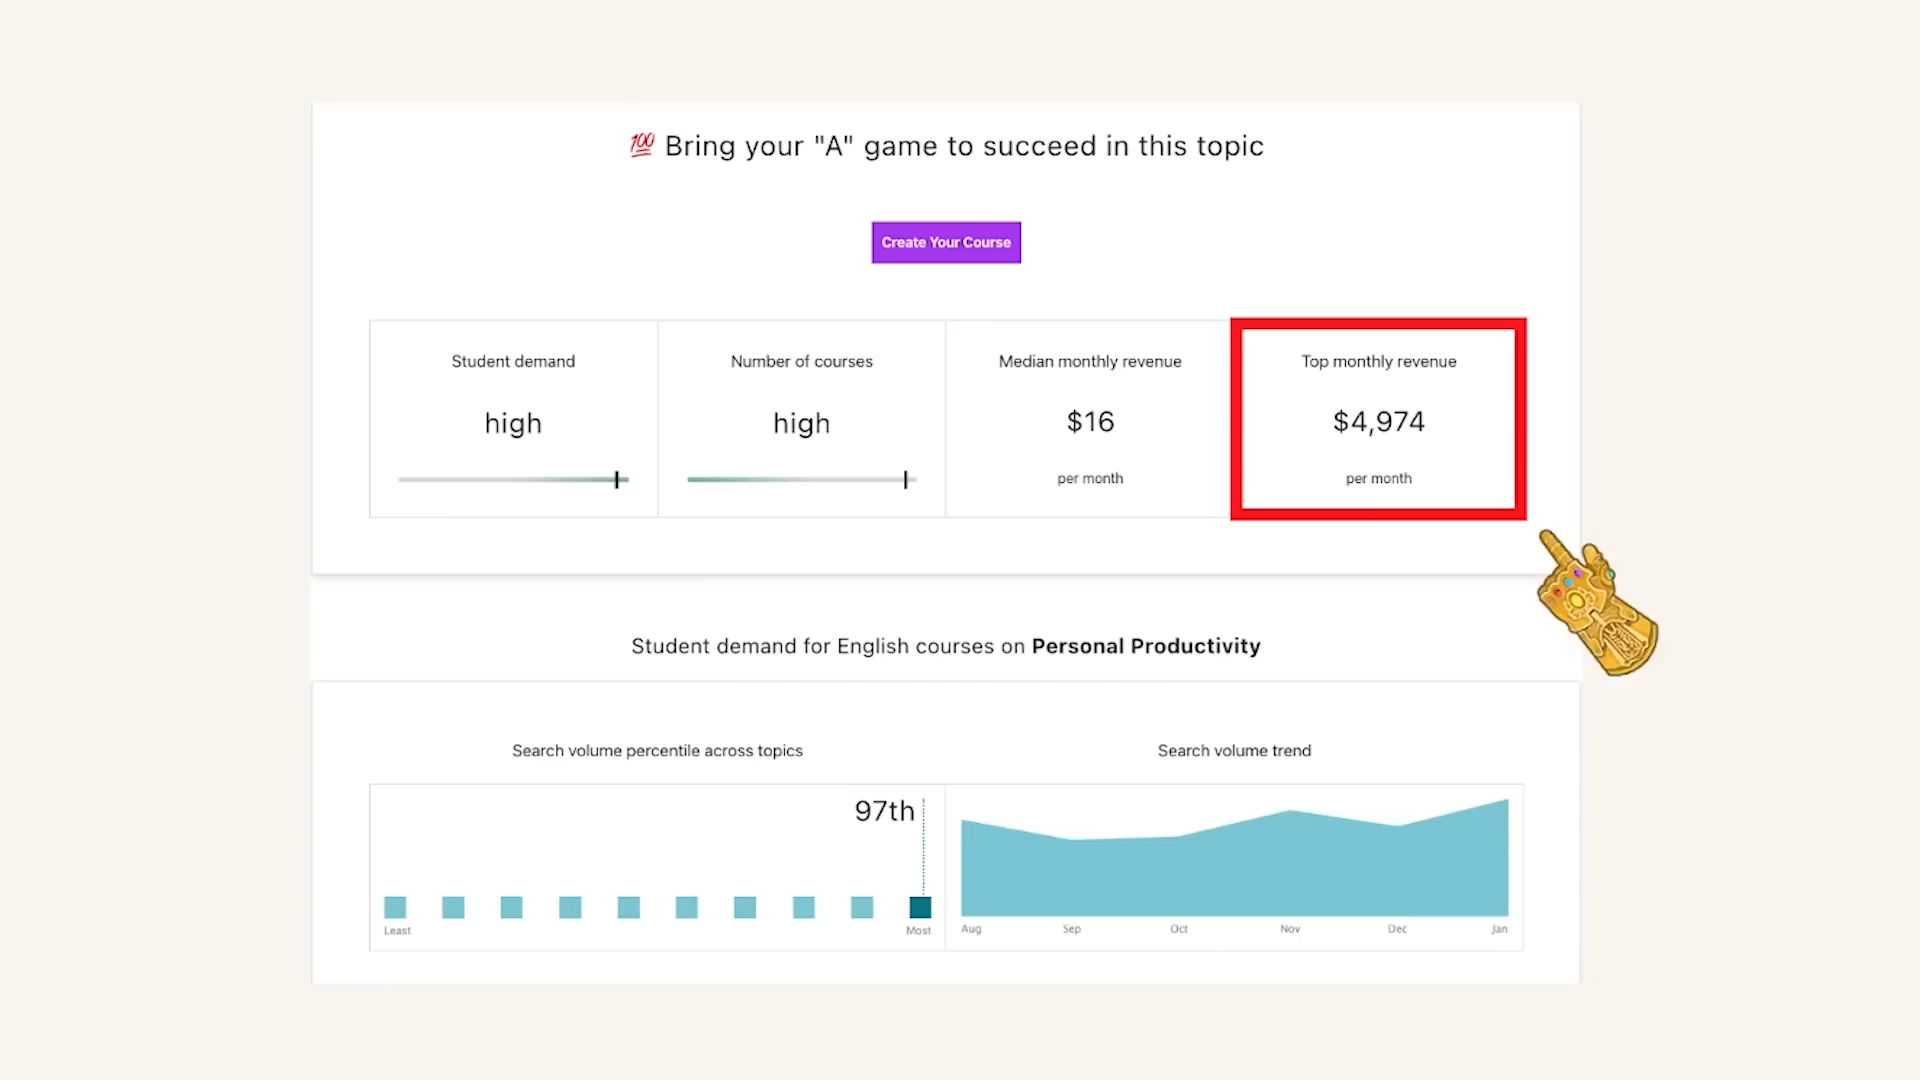 💯 Bring your "A" game to succeed in this topic
Create Your Course
Student demand
high
Number of courses
high
Median monthly revenue
$16
per month
Top monthly revenue
$4,974
per month
Student demand for English courses on Personal Productivity
Search volume percentile across topics
97th
Least
Most
Search volume trend
Aug
Sep
Oct
Nov
Dec
Jan